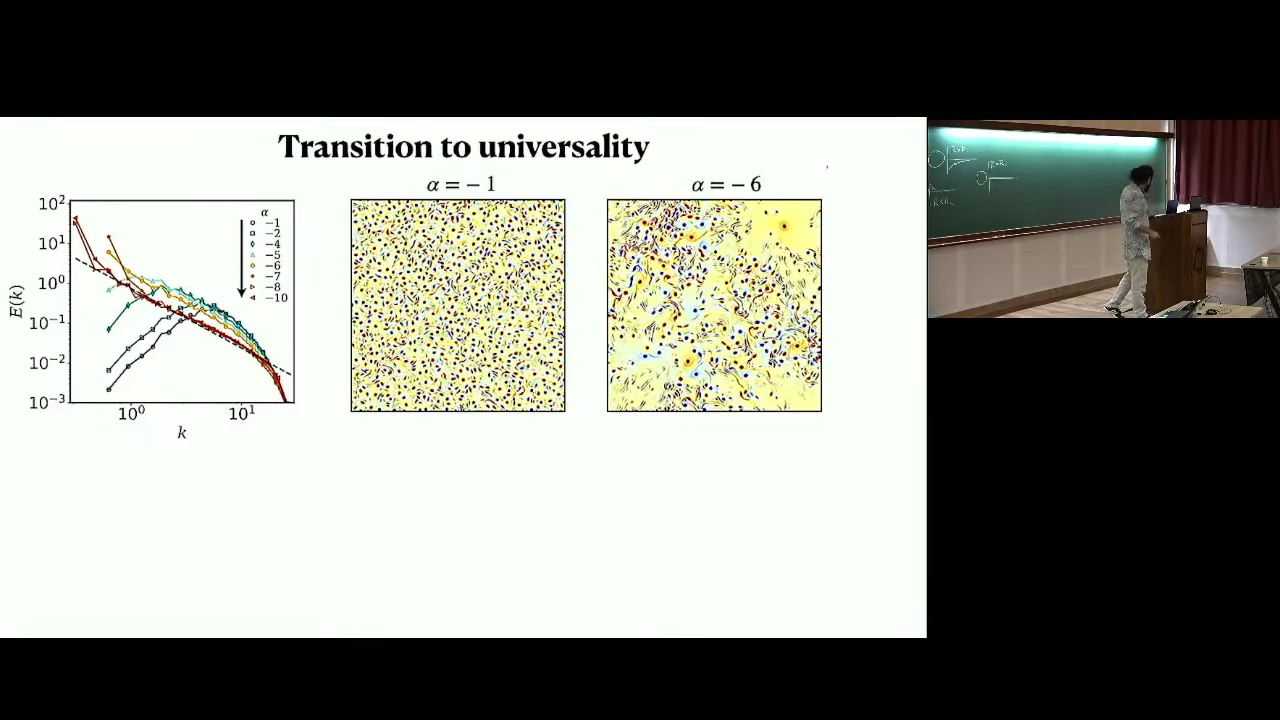 Transition to universality
α = − 1
α = − 6
10² 
10¹
10⁰
10⁻¹
10⁻²
10⁻³
E(k)
α
−1
−2
−4
−5
−6
−7
−8
−10
10⁰
10¹
k